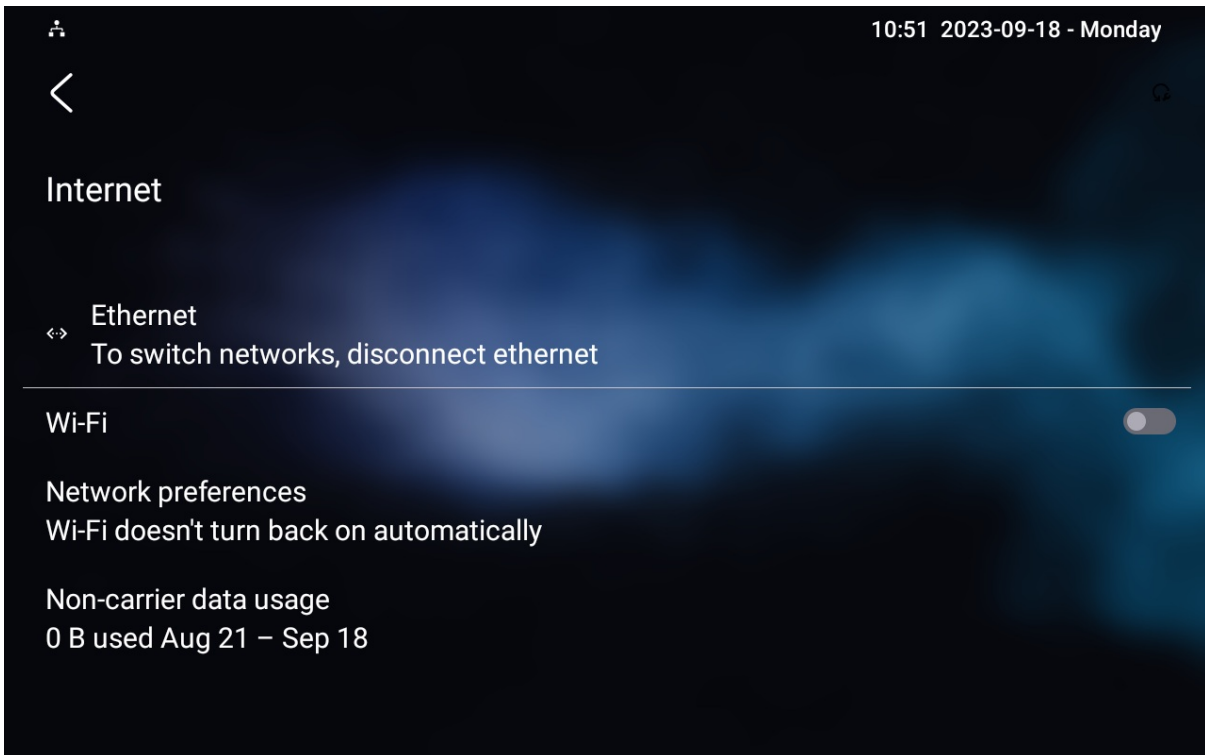 10:51 2023-09-18 - Monday
Internet
Ethernet
To switch networks, disconnect ethernet
Wi-Fi
Network preferences
Wi-Fi doesn't turn back on automatically
Non-carrier data usage
0 B used Aug 21 – Sep 18